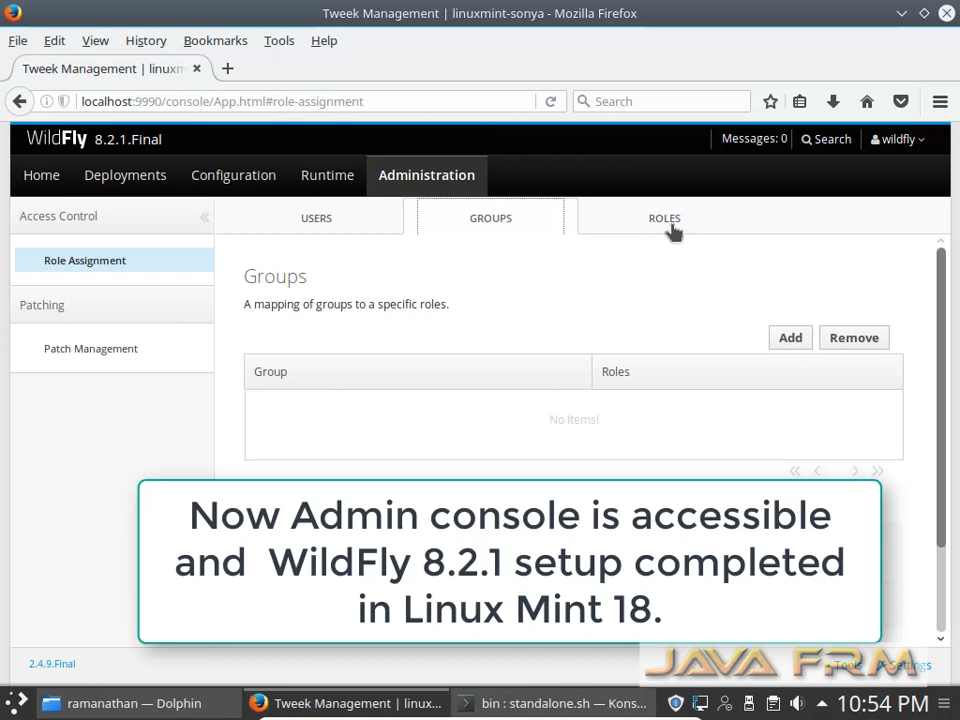 Tweek Management | linuxmint-sonya - Mozilla Firefox
File Edit View History Bookmarks Tools Help
Tweek Management | linuxm
localhost:9990/console/App.html#role-assignment
Search
WildFly 8.2.1.Final
Messages: 0 Search wildfly
Home Deployments Configuration Runtime Administration
Access Control
USERS GROUPS ROLES
Role Assignment
Groups
Patching
A mapping of groups to a specific roles.
Add Remove
Patch Management
Group Roles
No Items!
Now Admin console is accessible
and WildFly 8.2.1 setup completed
in Linux Mint 18.
2.4.9.Final
Tools Settings
JAVA FRM
ramanathan — Dolphin
Tweek Management | linux...
bin : standalone.sh — Kons...
10:54 PM